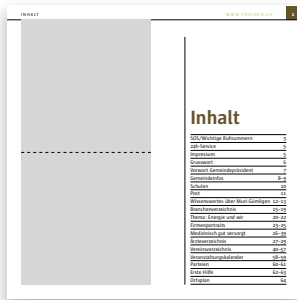 INHALT
WWW.PROINFO.CH 1
Inhalt
SOS/Wichtige Rufnummern 3
24h-Service 5
Impressum 5
Grusswort 6
Vorwort Gemeindepräsident 7
Gemeindeinfos 8–9
Schulen 10
Post 11
Wissenswertes über Muri-Gümligen 12–13
Branchenverzeichnis 15–19
Thema: Energie und wir 20–22
Firmenportraits 23–25
Medizinisch gut versorgt 26–39
Ärzteverzeichnis 27–29
Vereinsverzeichnis 40–57
Veranstaltungskalender 58–59
Parteien 60–61
Erste Hilfe 62–63
Ortsplan 64